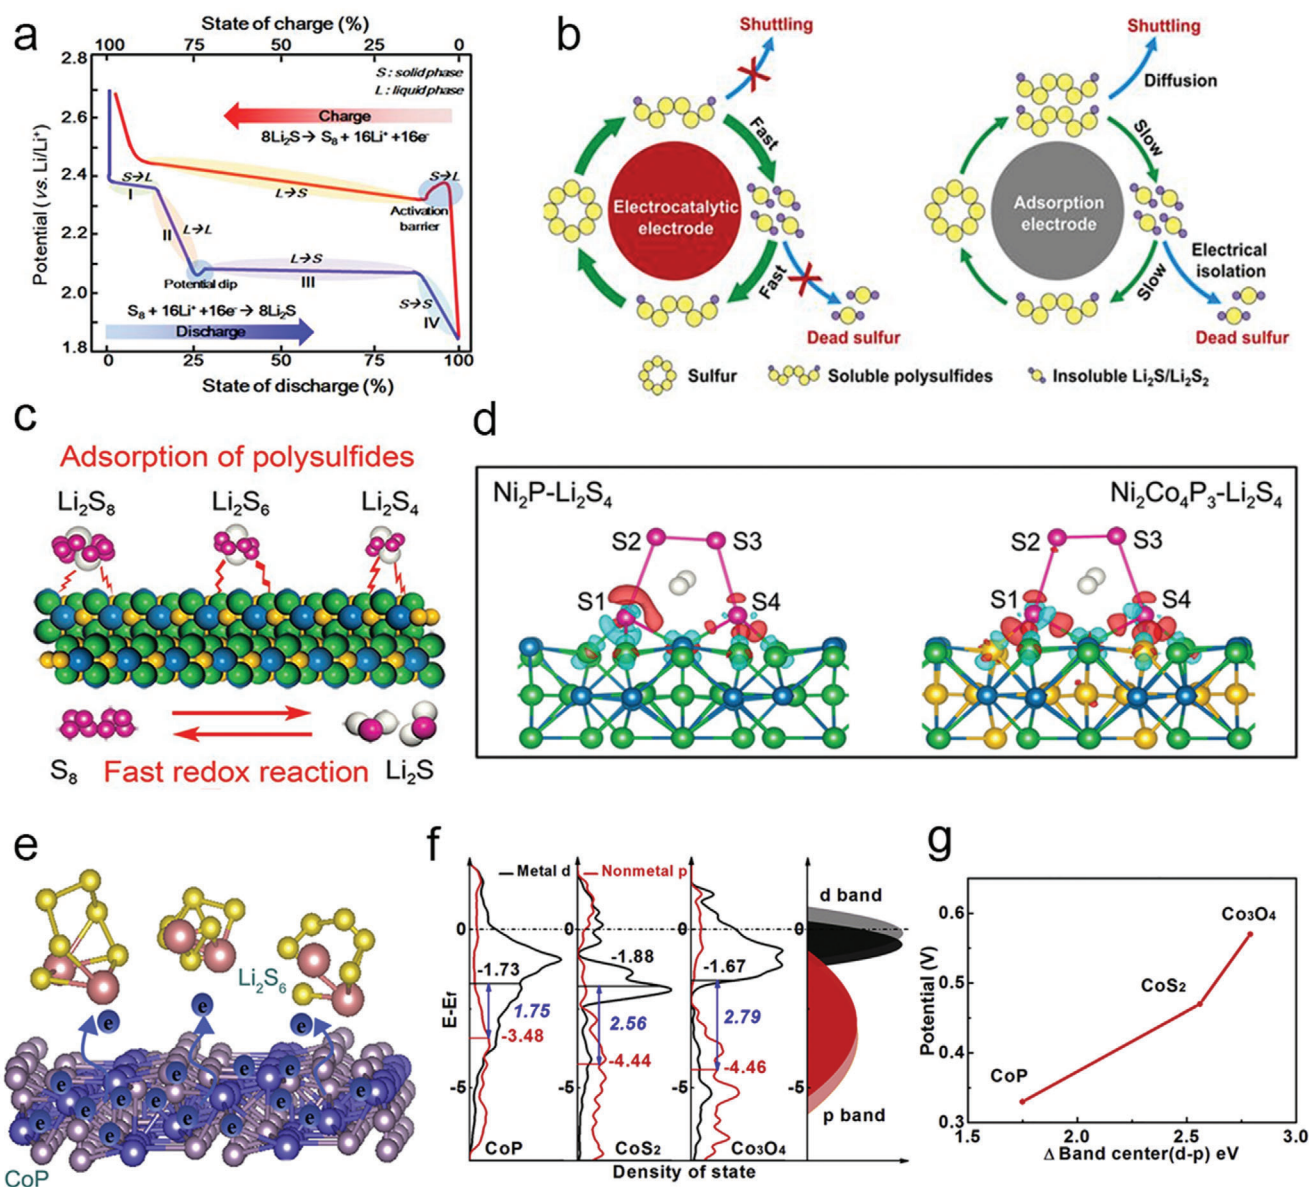 a
State of charge (%)
100 75 50 25 0
2.8
2.6
2.4
2.2
2.0
1.8
Potential (vs. Li/Li⁺)
S : solid phase
L : liquid phase
Charge
8Li₂S→ S₈ + 16Li⁺ +16e⁻
S→L
I
L→S
S→L
Activation
barrier
II
L→L
Potential dip
L→S
III
S→S
IV
S₈ + 16Li⁺ +16e⁻→ 8Li₂S
Discharge
0 25 50 75 100
State of discharge (%)
b
Shuttling
Fast
Electrocatalytic
electrode
Fast
Dead sulfur
Shuttling
Diffusion
Slow
Adsorption
electrode
Electrical
isolation
Slow
Dead sulfur
Sulfur
Soluble polysulfides
Insoluble Li₂S/Li₂S₂
c
Adsorption of polysulfides
Li₂S₈ Li₂S₆ Li₂S₄
S₈ Fast redox reaction Li₂S
d
Ni₂P-Li₂S₄
S2 S3
S1 S4
Ni₂Co₄P₃-Li₂S₄
S2 S3
S1 S4
e
Li₂S₆
e e e
e e e e e
e e e e e
CoP
f
Metal d
Nonmetal p
E-Ef
0 0 0 0
-1.73
1.75
-3.48
-1.88
2.56
-4.44
-1.67
2.79
-4.46
-5 -5 -5 -5
CoP CoS₂ Co₃O₄
d band
p band
Density of state
g
Potential (V)
0.6
0.5
0.4
0.3
Co₃O₄
CoS₂
CoP
1.5 2.0 2.5 3.0
Δ Band center(d-p) eV